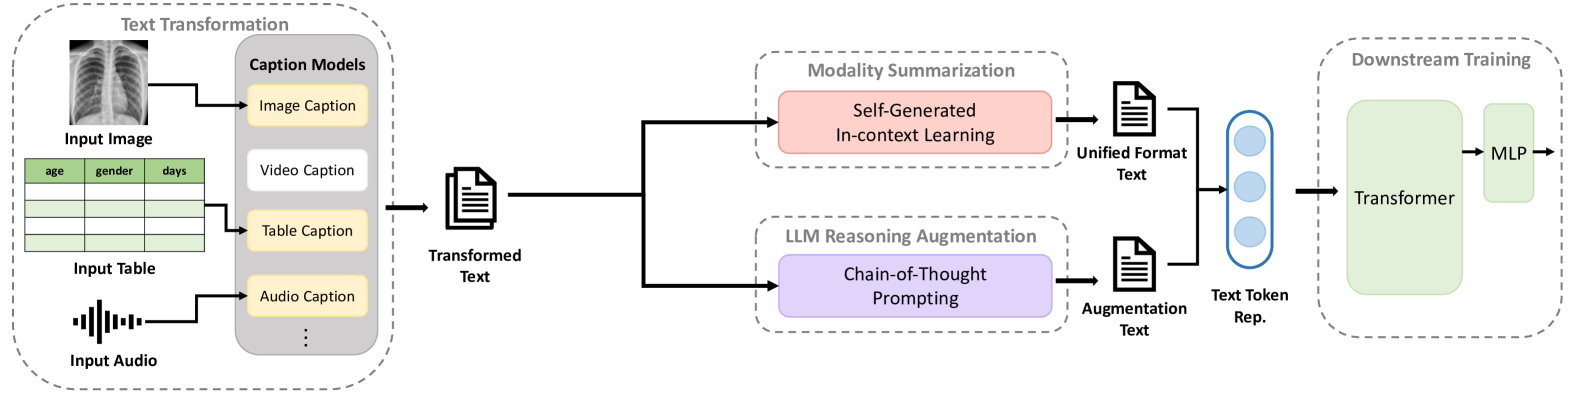 Text Transformation
Input Image
age gender days
Input Table
Input Audio
Caption Models
Image Caption
Video Caption
Table Caption
Audio Caption
⋮
Transformed
Text
Modality Summarization
Self-Generated
In-context Learning
LLM Reasoning Augmentation
Chain-of-Thought
Prompting
Unified Format
Text
Augmentation
Text
Text Token
Rep.
Downstream Training
Transformer
MLP